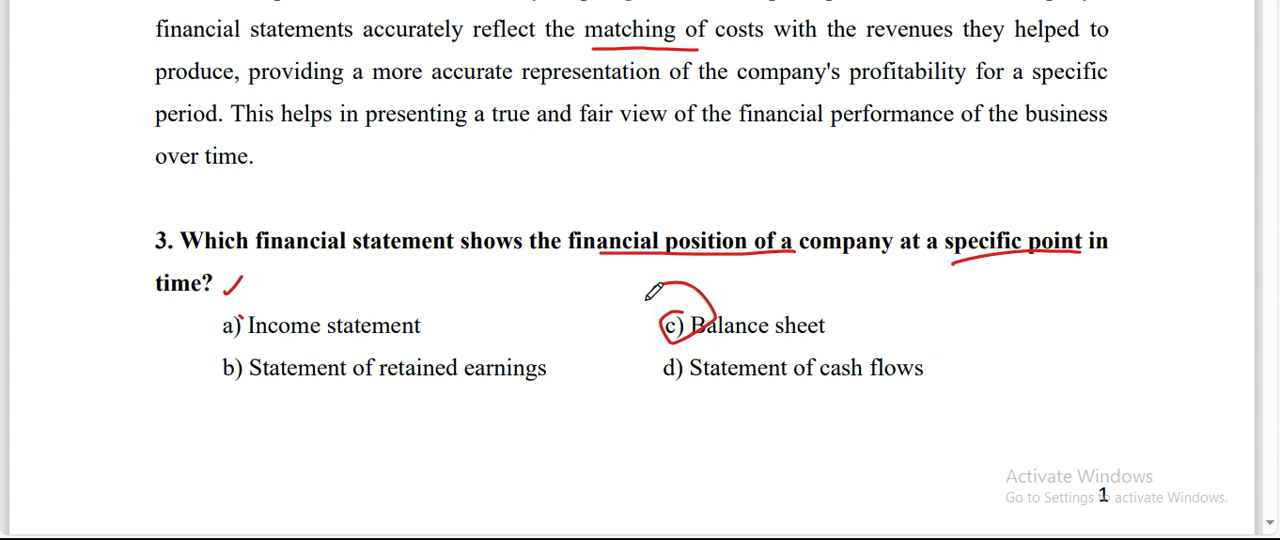 financial statements accurately reflect the matching of costs with the revenues they helped to
produce, providing a more accurate representation of the company's profitability for a specific
period. This helps in presenting a true and fair view of the financial performance of the business
over time.
3. Which financial statement shows the financial position of a company at a specific point in
time?
a) Income statement
c) Balance sheet
b) Statement of retained earnings
d) Statement of cash flows
Activate Windows
Go to Settings to activate Windows.
1